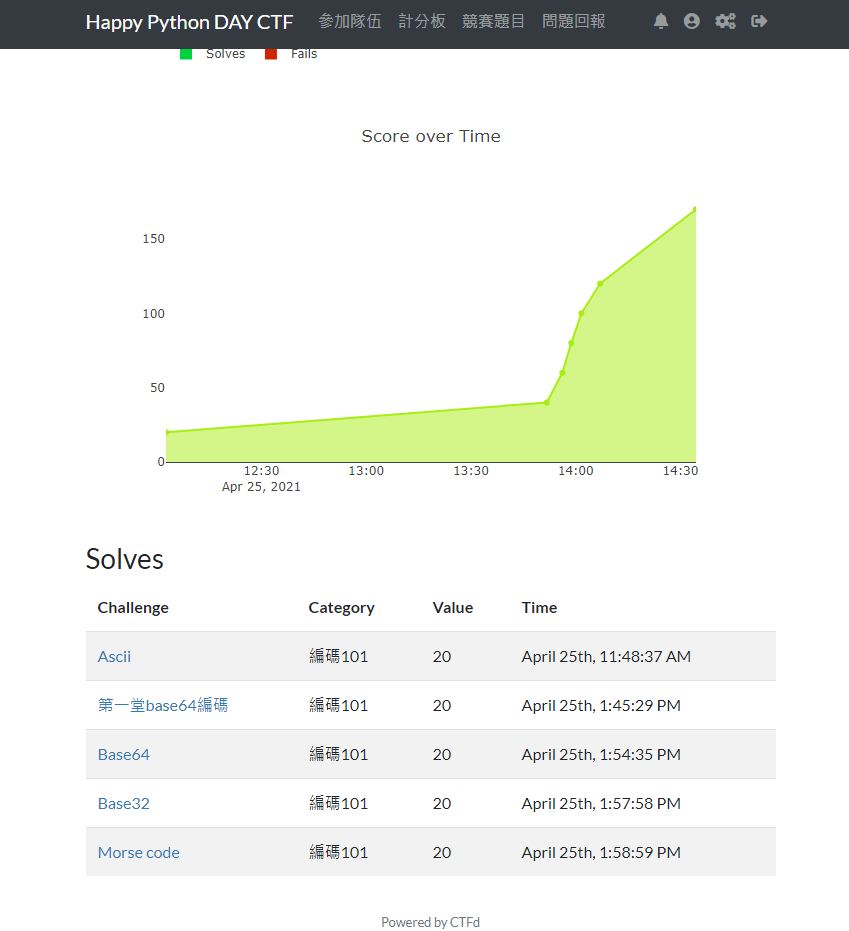 Happy Python DAY CTF 參加隊伍 計分板 競賽題目 問題回報
Solves Fails
Score over Time
150
100
50
0
12:30 13:00 13:30 14:00 14:30
Apr 25, 2021
Solves
Challenge Category Value Time
Ascii 編碼101 20 April 25th, 11:48:37 AM
第一堂base64編碼 編碼101 20 April 25th, 1:45:29 PM
Base64 編碼101 20 April 25th, 1:54:35 PM
Base32 編碼101 20 April 25th, 1:57:58 PM
Morse code 編碼101 20 April 25th, 1:58:59 PM
Powered by CTFd